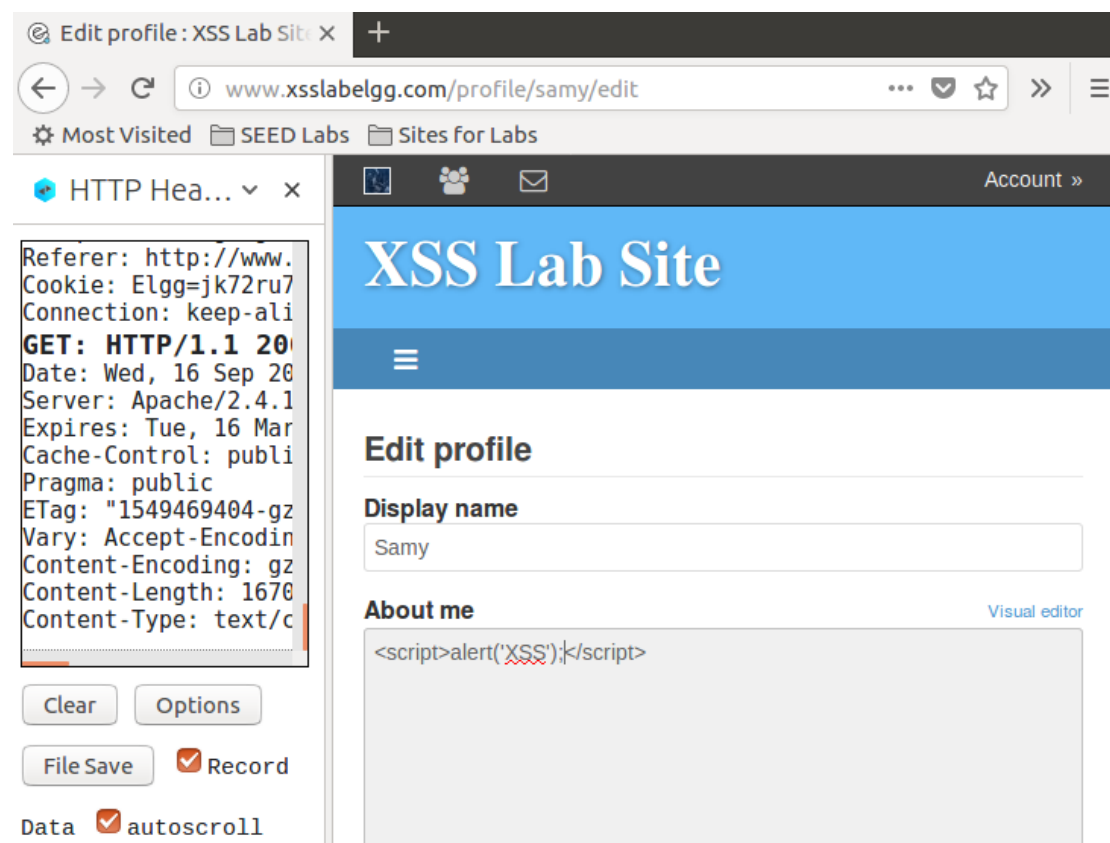 Edit profile : XSS Lab Sit
www.xsslabelgg.com/profile/samy/edit
Most Visited SEED Labs Sites for Labs
HTTP Hea...
Account »
Referer: http://www.
Cookie: Elgg=jk72ru7
Connection: keep-ali
GET: HTTP/1.1 20
Date: Wed, 16 Sep 20
Server: Apache/2.4.1
Expires: Tue, 16 Mar
Cache-Control: publi
Pragma: public
ETag: "1549469404-gz
Vary: Accept-Encodin
Content-Encoding: gz
Content-Length: 1670
Content-Type: text/c
Clear Options
File Save Record
Data autoscroll
XSS Lab Site
Edit profile
Display name
Samy
About me Visual editor
<script>alert('XSS');</script>